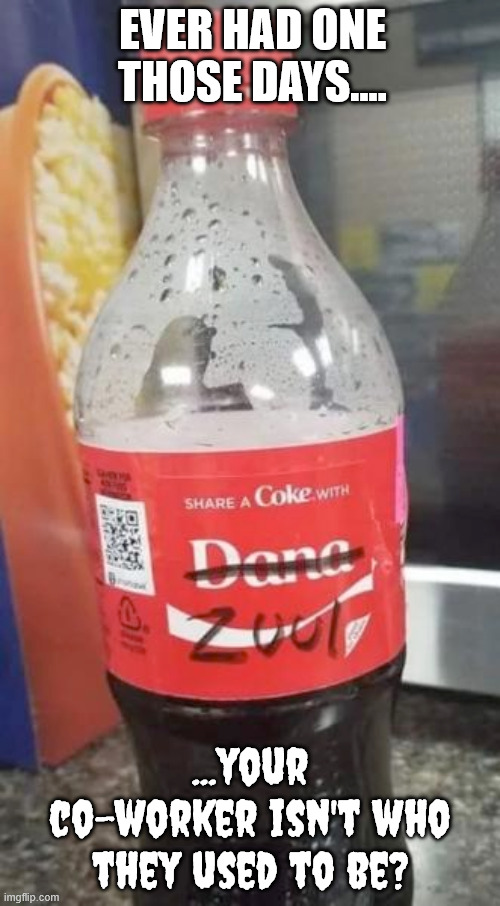 EVER HAD ONE
THOSE DAYS....
SHARE A Coke WITH
Dana
Zuul
...YOUR
CO-WORKER ISN'T WHO
THEY USED TO BE?
imgflip.com